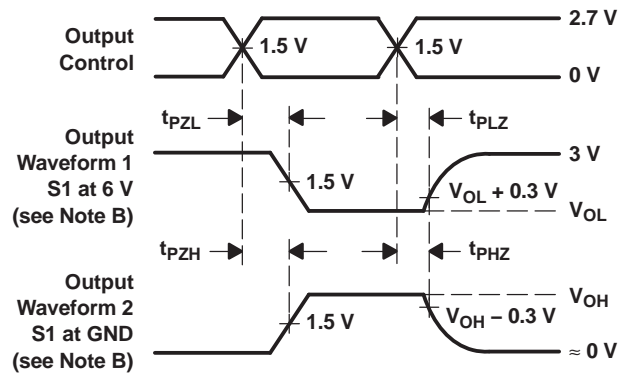 Output
Control
1.5 V
1.5 V
2.7 V
0 V
tPZL
tPLZ
Output
Waveform 1
S1 at 6 V
(see Note B)
1.5 V
3 V
VOL + 0.3 V
VOL
tPZH
tPHZ
Output
Waveform 2
S1 at GND
(see Note B)
1.5 V
VOH
VOH − 0.3 V
≈ 0 V